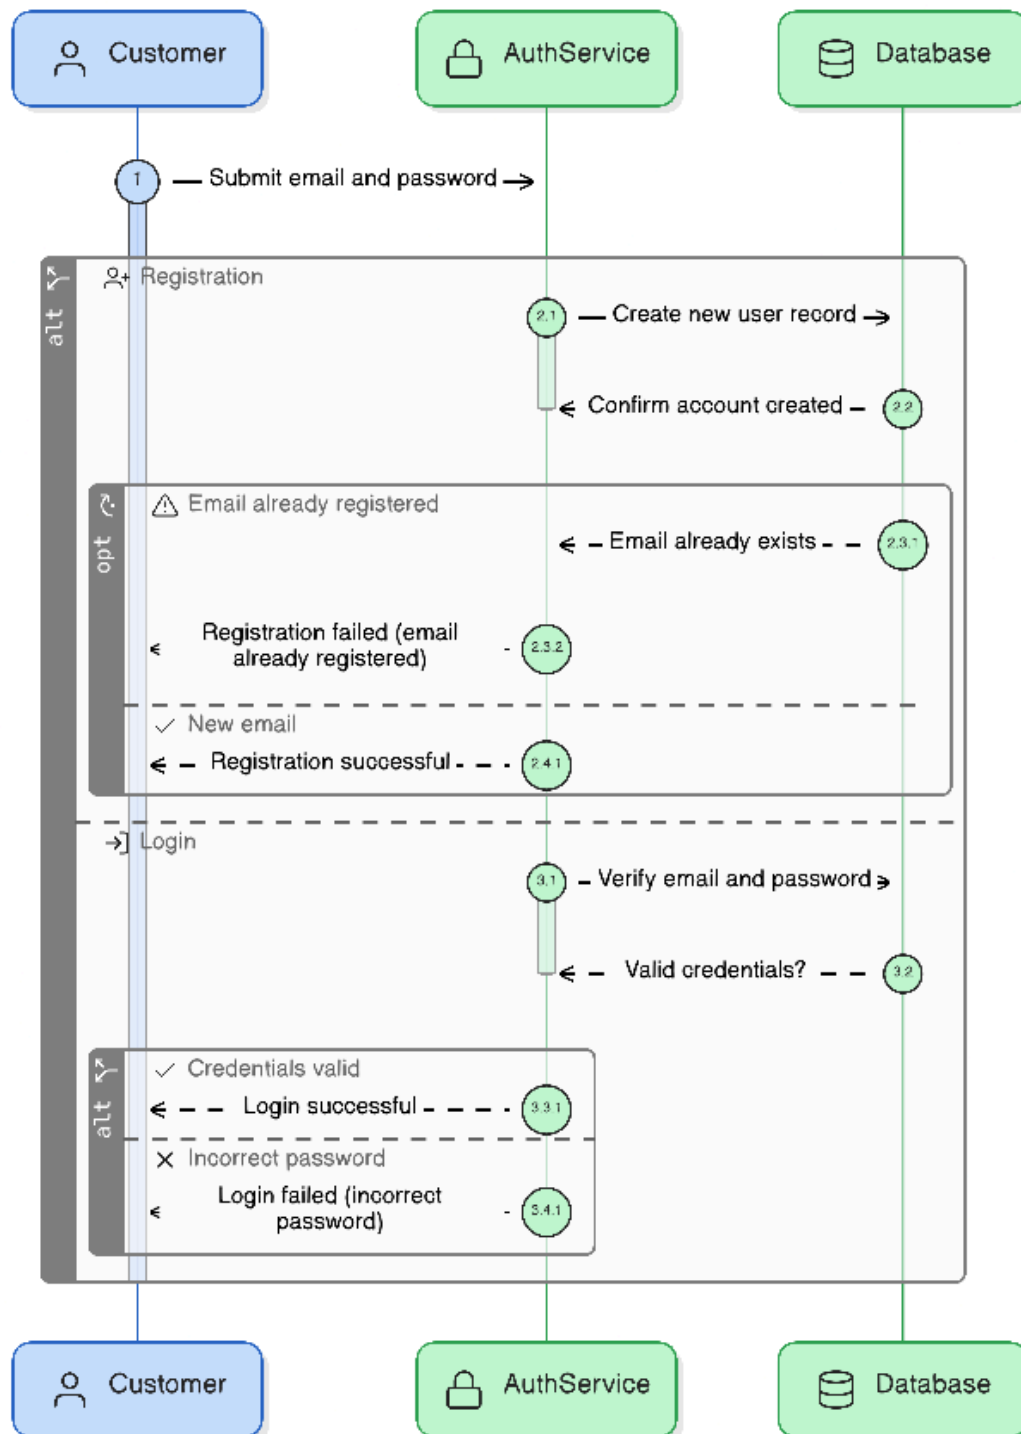 Customer
AuthService
Database
1
Submit email and password
alt
Registration
2.1
Create new user record
Confirm account created
2.2
opt
Email already registered
Email already exists
2.3.1
Registration failed (email
already registered)
2.3.2
New email
Registration successful
2.4.1
Login
3.1
Verify email and password
Valid credentials?
3.2
alt
Credentials valid
Login successful
3.3.1
Incorrect password
Login failed (incorrect
password)
3.4.1
Customer
AuthService
Database